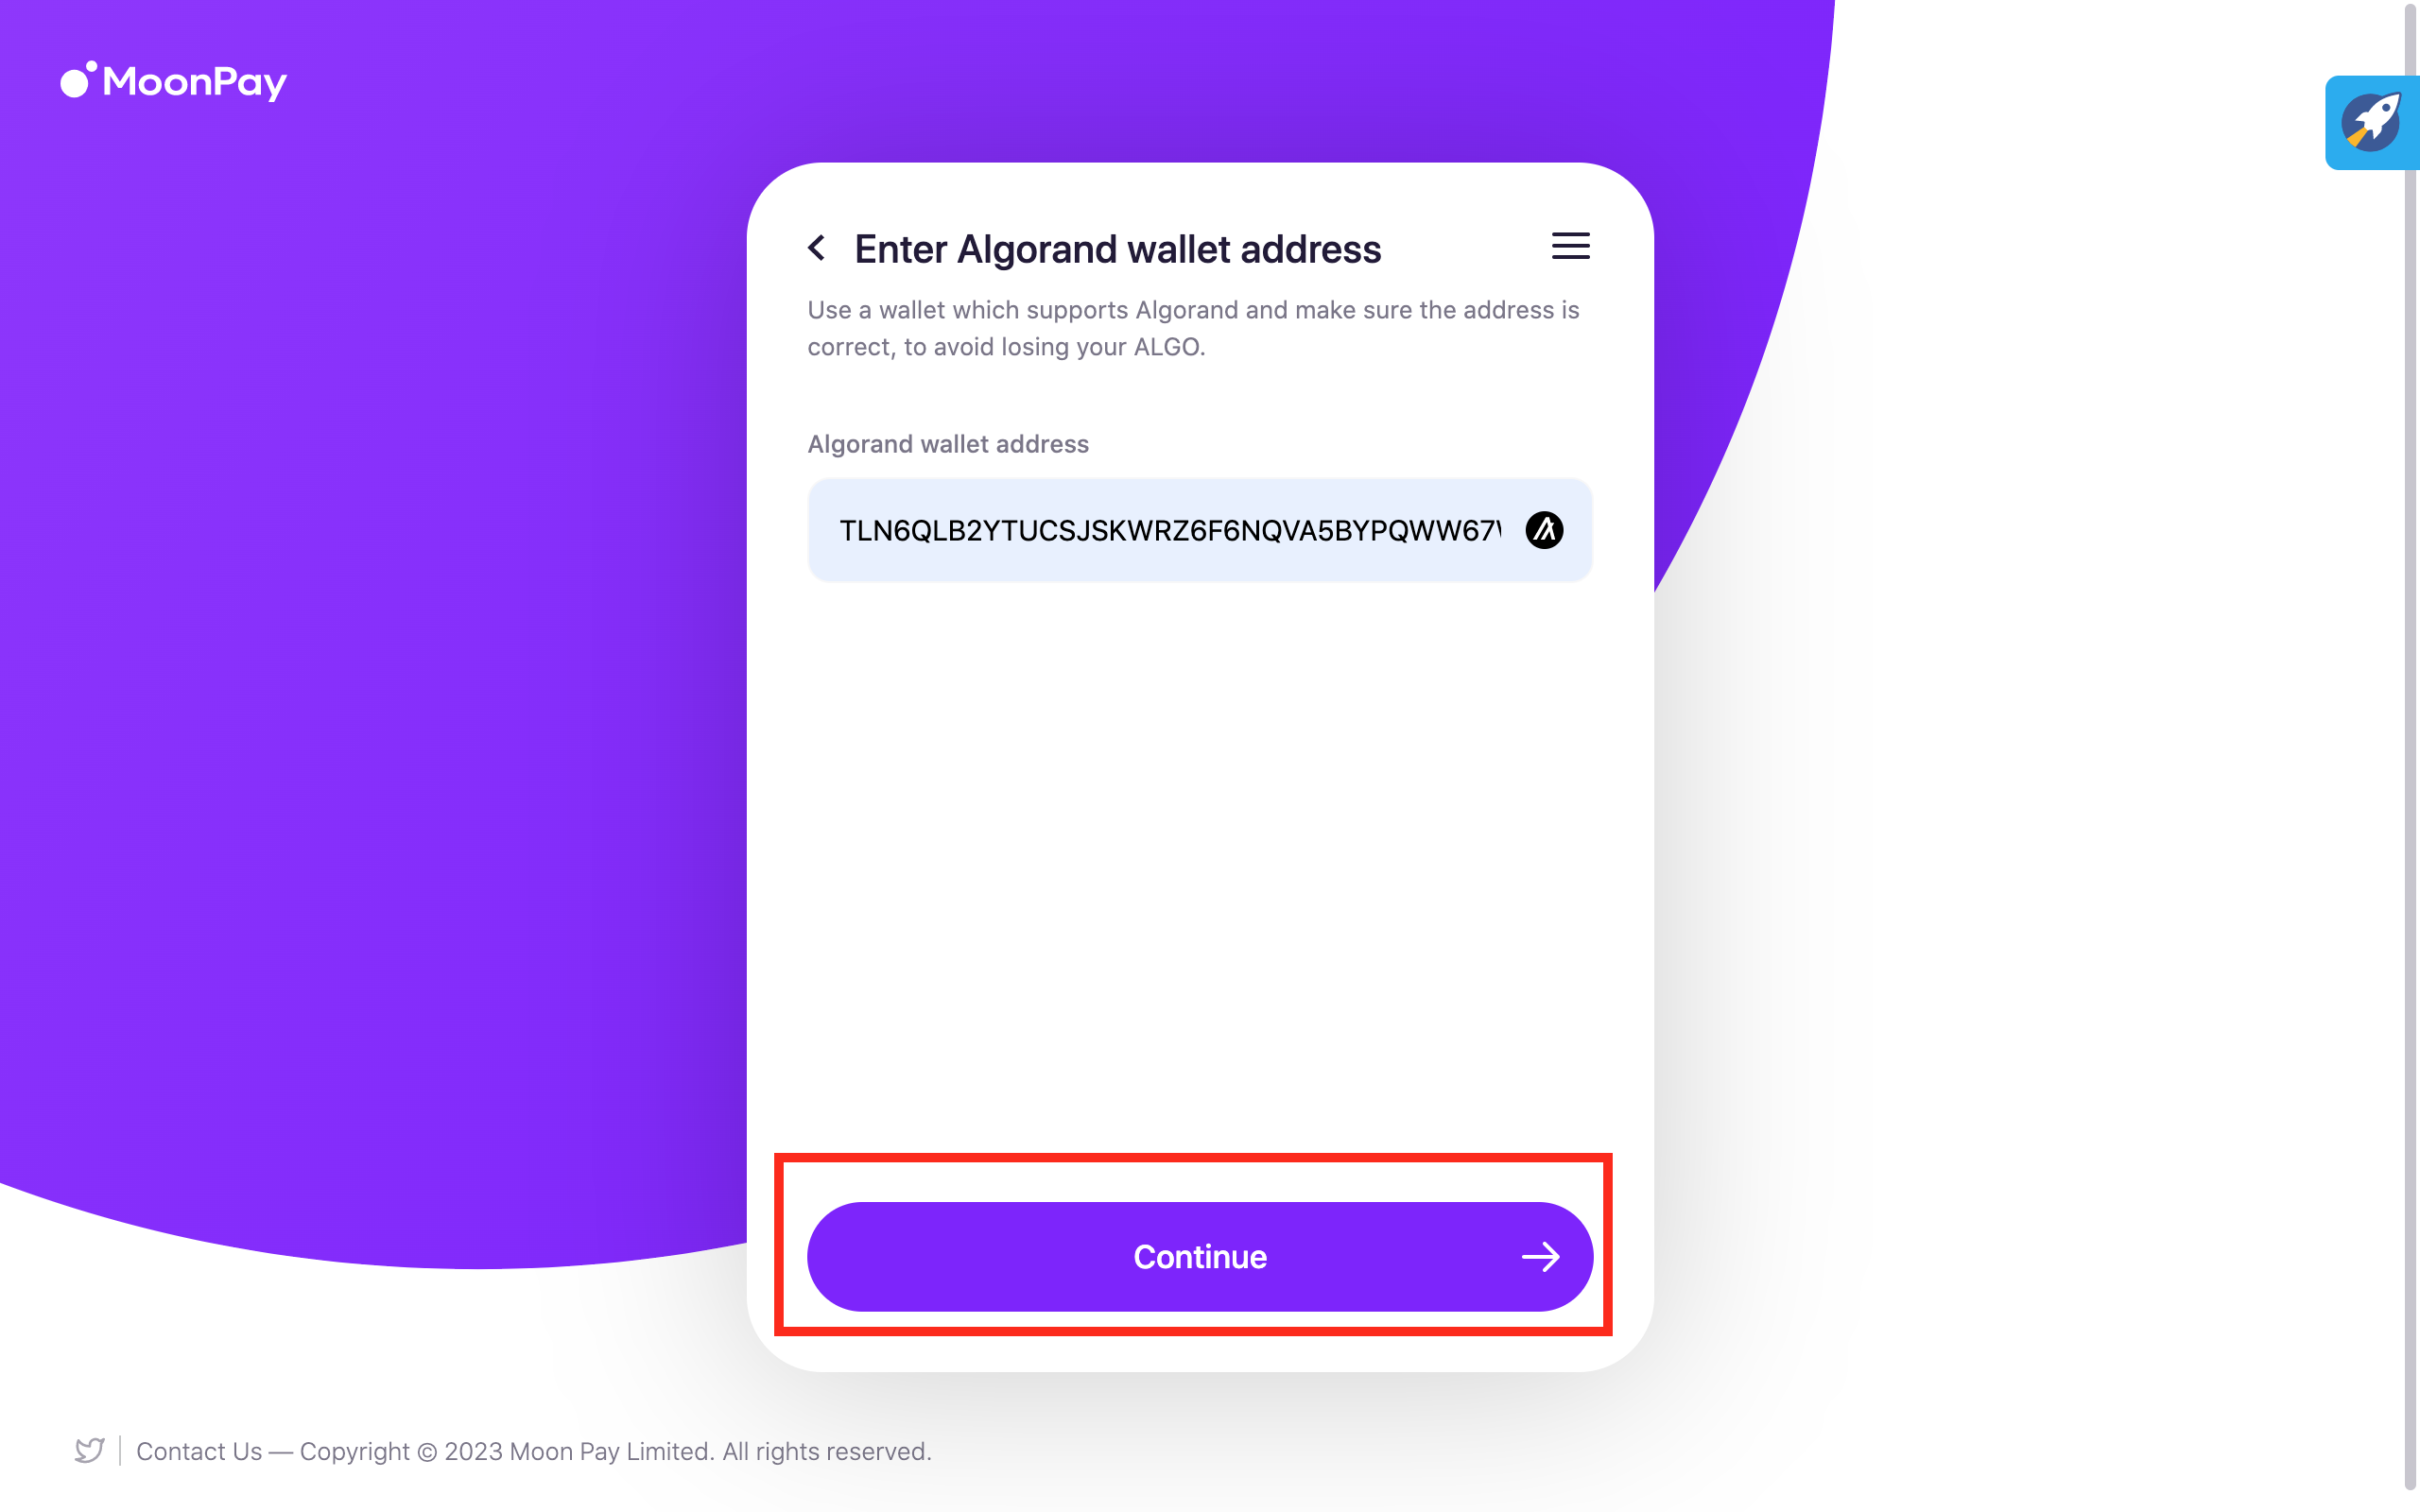 MoonPay
Enter Algorand wallet address
Use a wallet which supports Algorand and make sure the address is
correct, to avoid losing your ALGO.
Algorand wallet address
TLN6QLB2YTUCSJSKWRZ6F6NQVA5BYPQWW67
Continue
Contact Us — Copyright © 2023 Moon Pay Limited. All rights reserved.